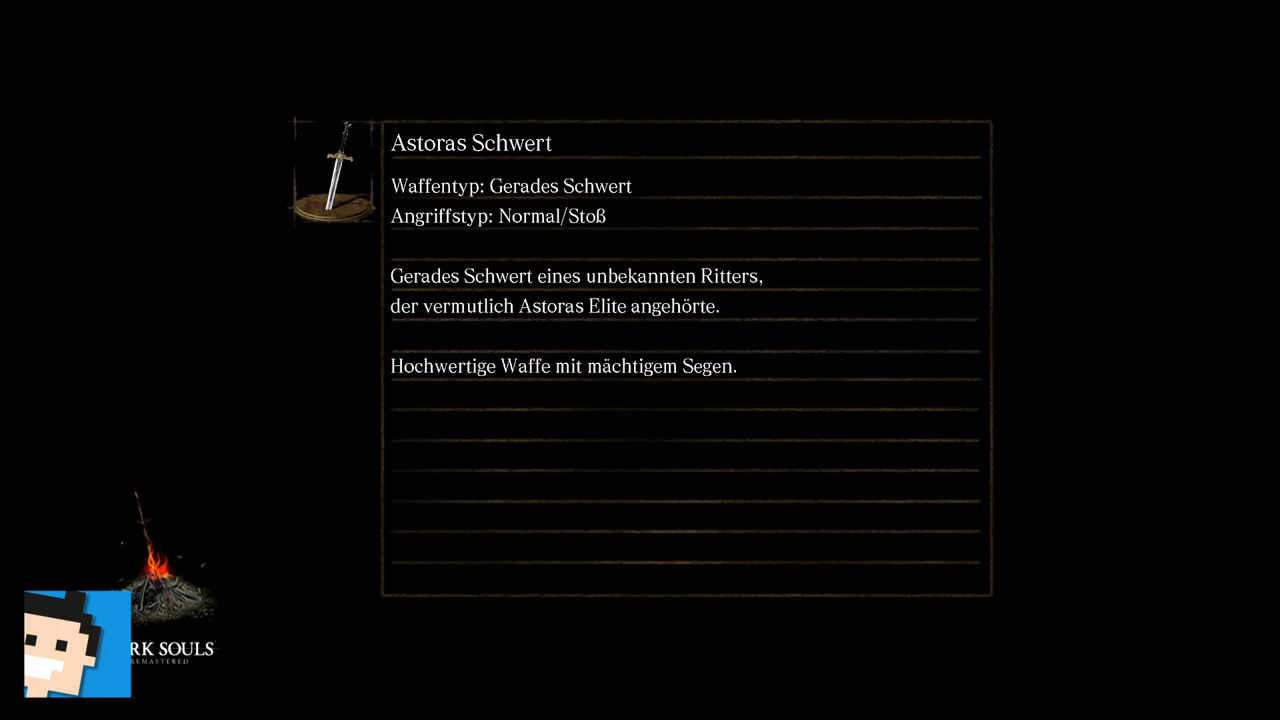 Astoras Schwert
Waffentyp: Gerades Schwert
Angriffstyp: Normal/Stoß
Gerades Schwert eines unbekannten Ritters,
der vermutlich Astoras Elite angehörte.
Hochwertige Waffe mit mächtigem Segen.
RK SOULS
REMASTERED